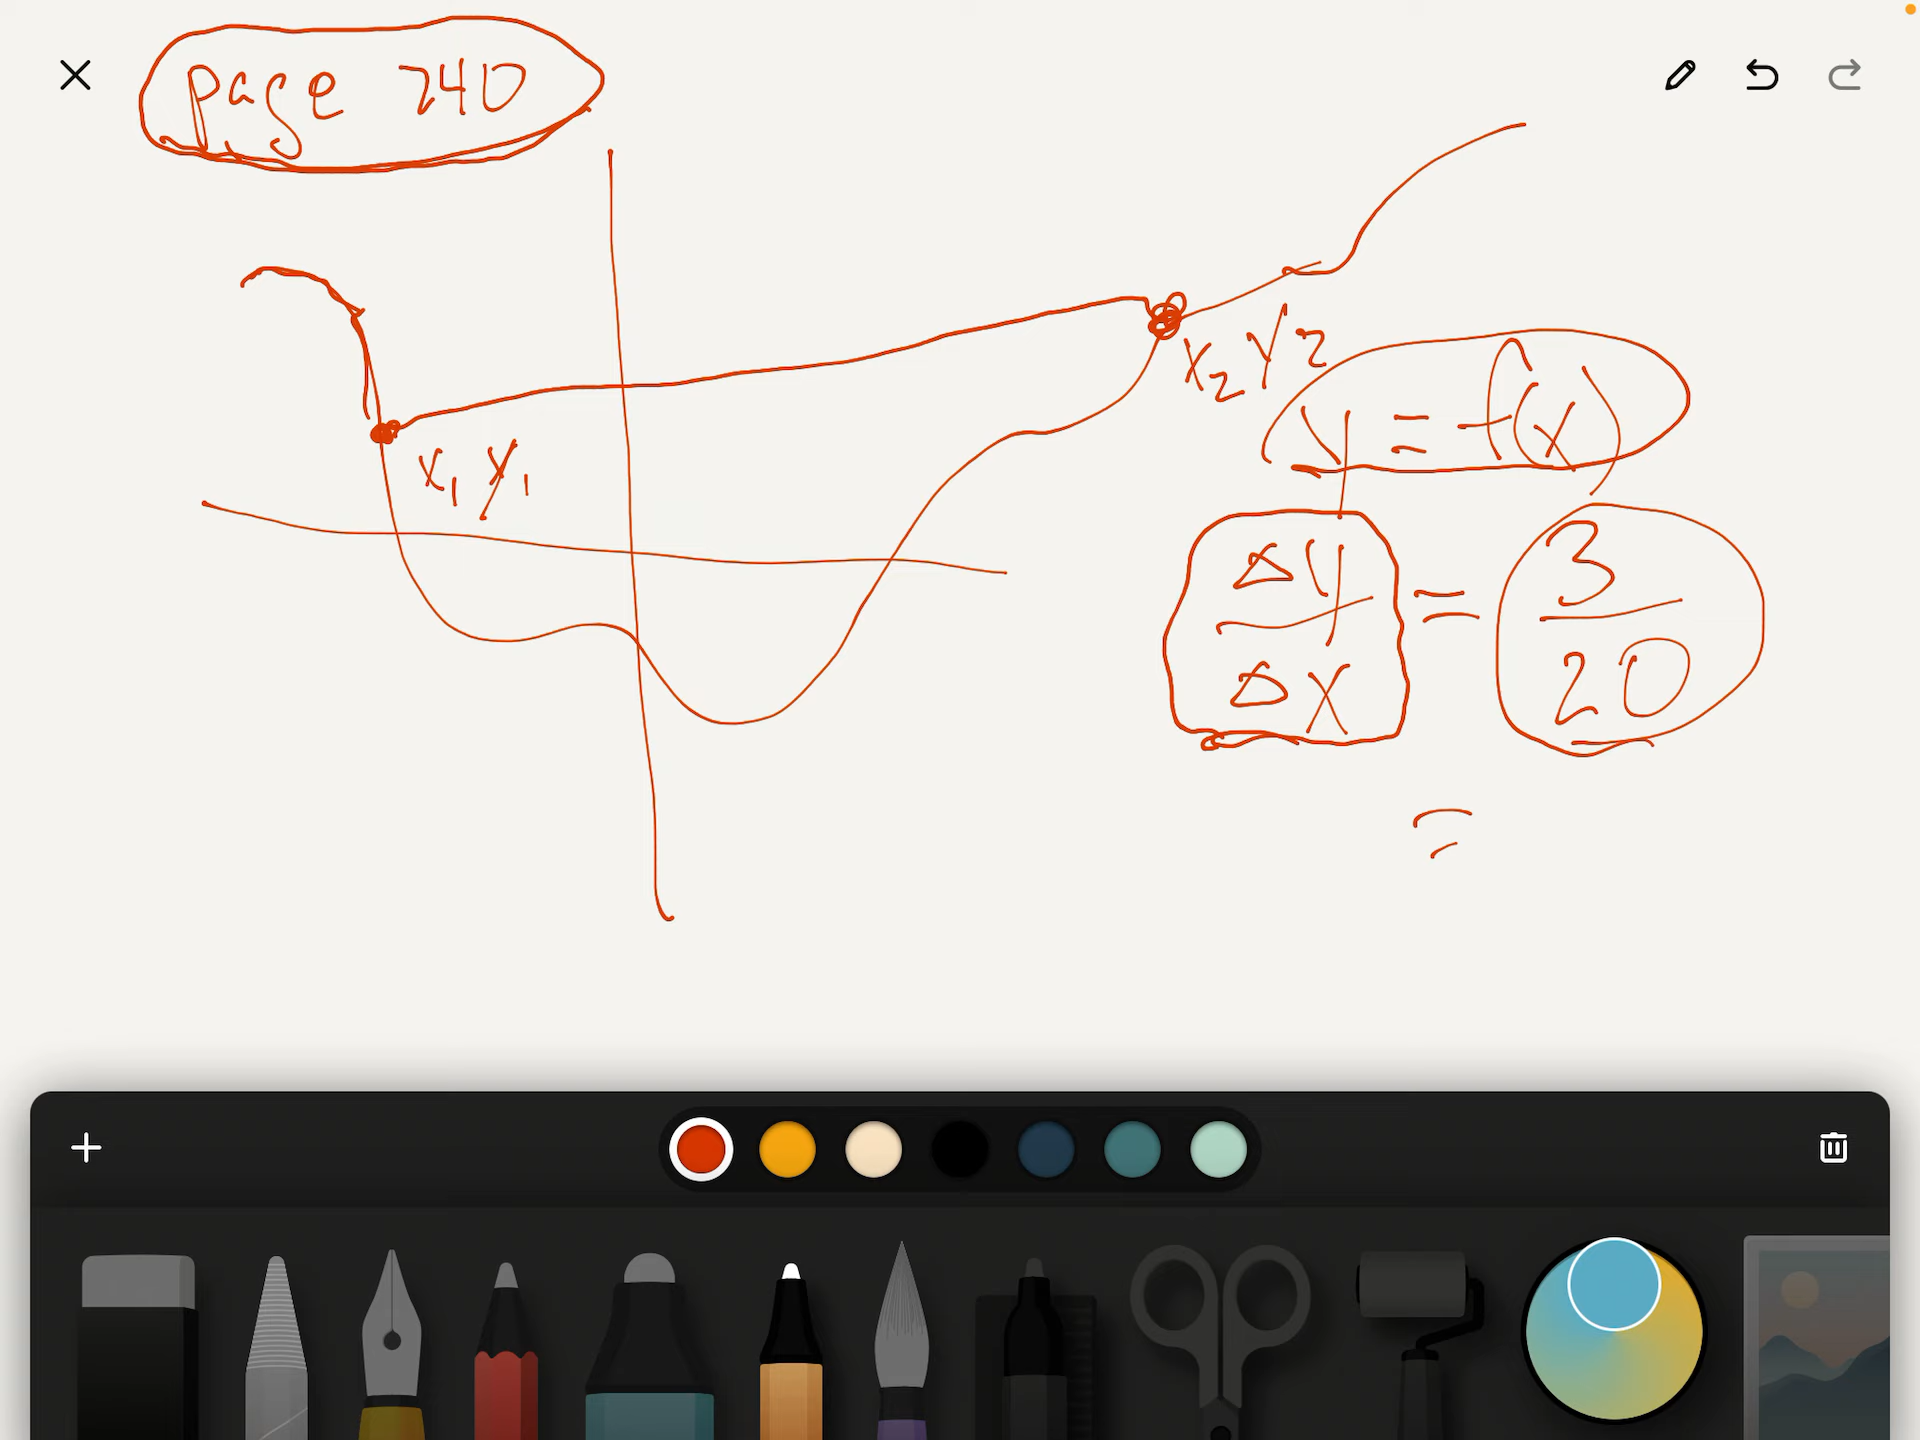 page 240
x₁ y₁
x₂ y₂
y = f(x)
Δy/Δx = 3/20
=